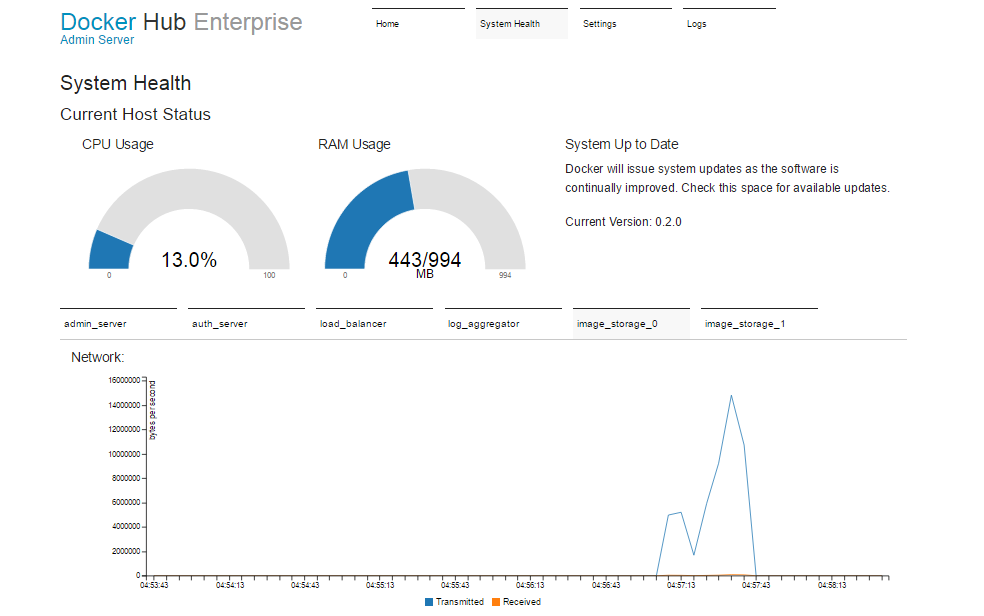 Docker Hub Enterprise
Admin Server
Home
System Health
Settings
Logs
System Health
Current Host Status
CPU Usage
13.0%
0
100
RAM Usage
443/994
MB
0
994
System Up to Date
Docker will issue system updates as the software is
continually improved. Check this space for available updates.
Current Version: 0.2.0
admin_server
auth_server
load_balancer
log_aggregator
image_storage_0
image_storage_1
Network:
bytes per second
16000000
14000000
12000000
10000000
8000000
6000000
4000000
2000000
0
04:53:43
04:54:13
04:54:43
04:55:13
04:55:43
04:56:13
04:56:43
04:57:13
04:57:43
04:58:13
Transmitted
Received